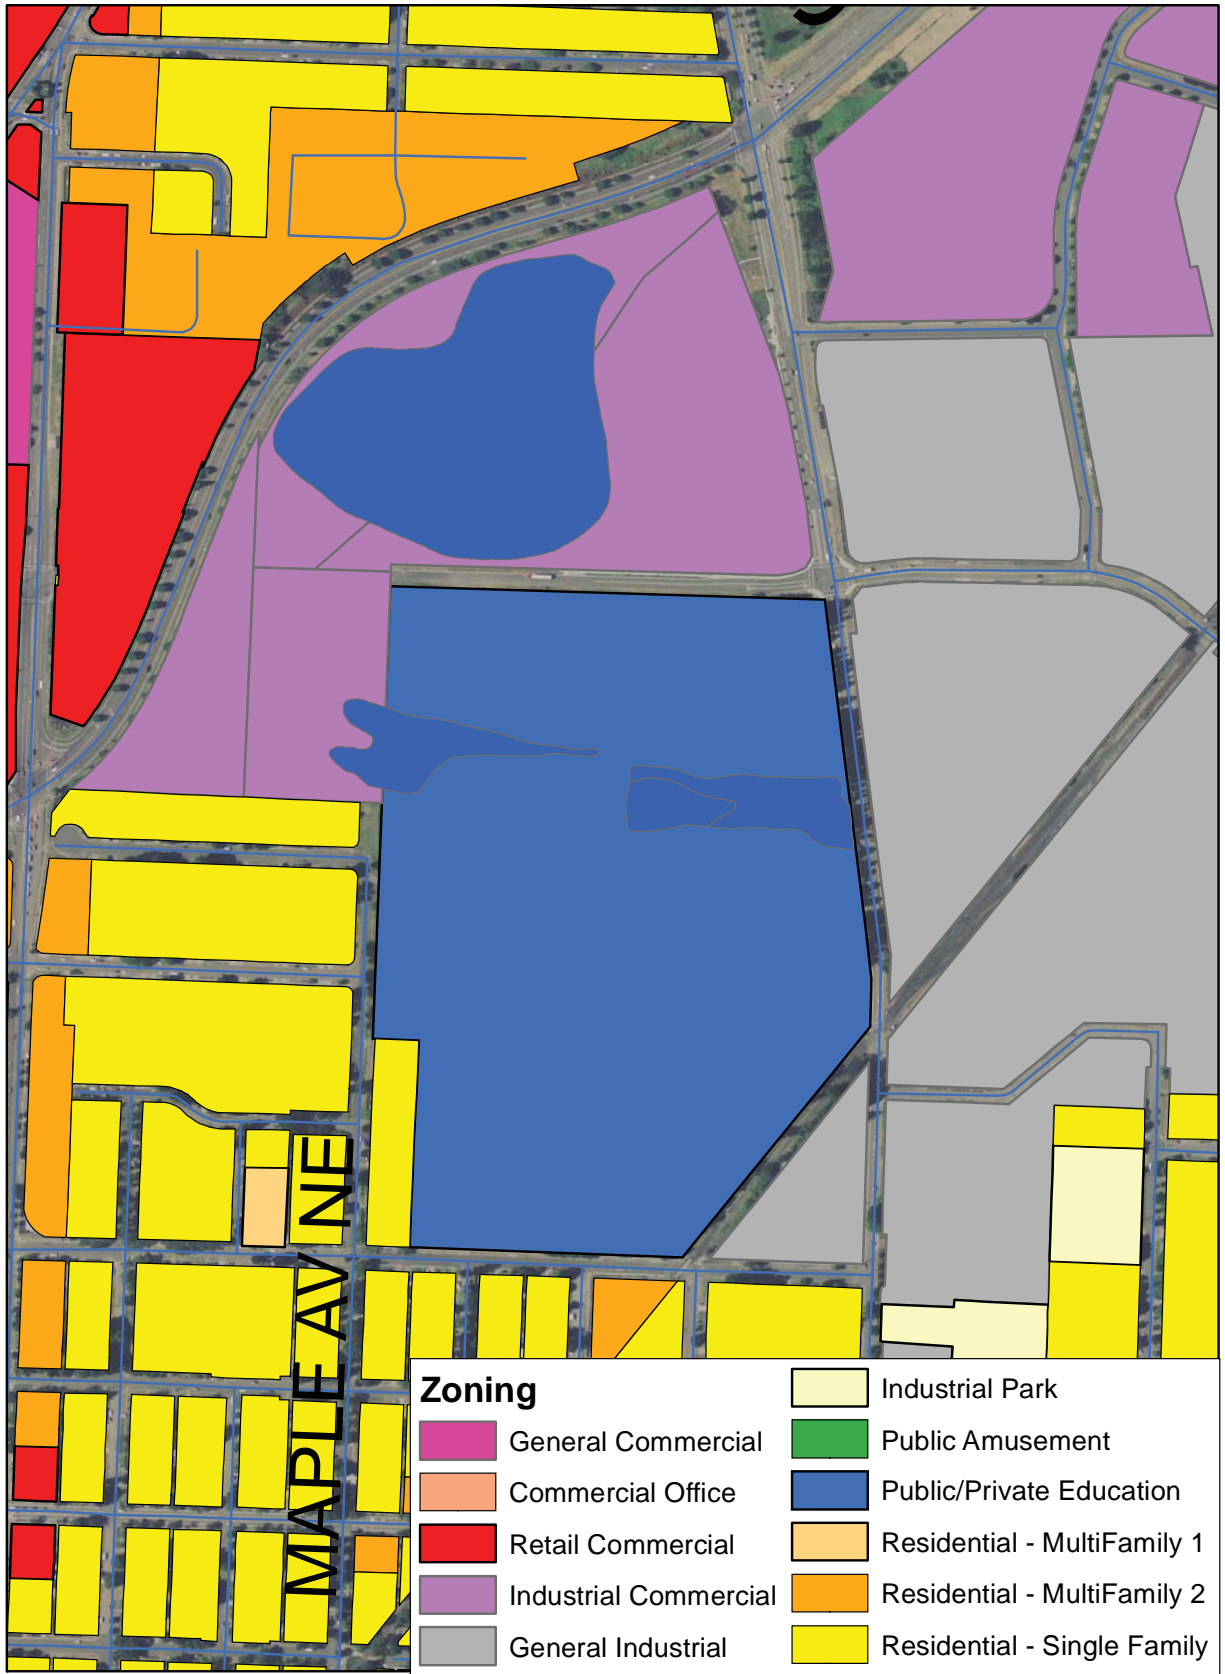 MAPLE AV NE
Zoning
General Commercial
Commercial Office
Retail Commercial
Industrial Commercial
General Industrial
Industrial Park
Public Amusement
Public/Private Education
Residential - MultiFamily 1
Residential - MultiFamily 2
Residential - Single Family